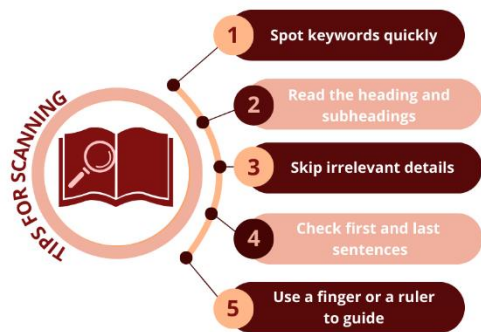 TIPS FOR SCANNING
1
Spot keywords quickly
2
Read the heading and
subheadings
3
Skip irrelevant details
4
Check first and last
sentences
5
Use a finger or a ruler
to guide